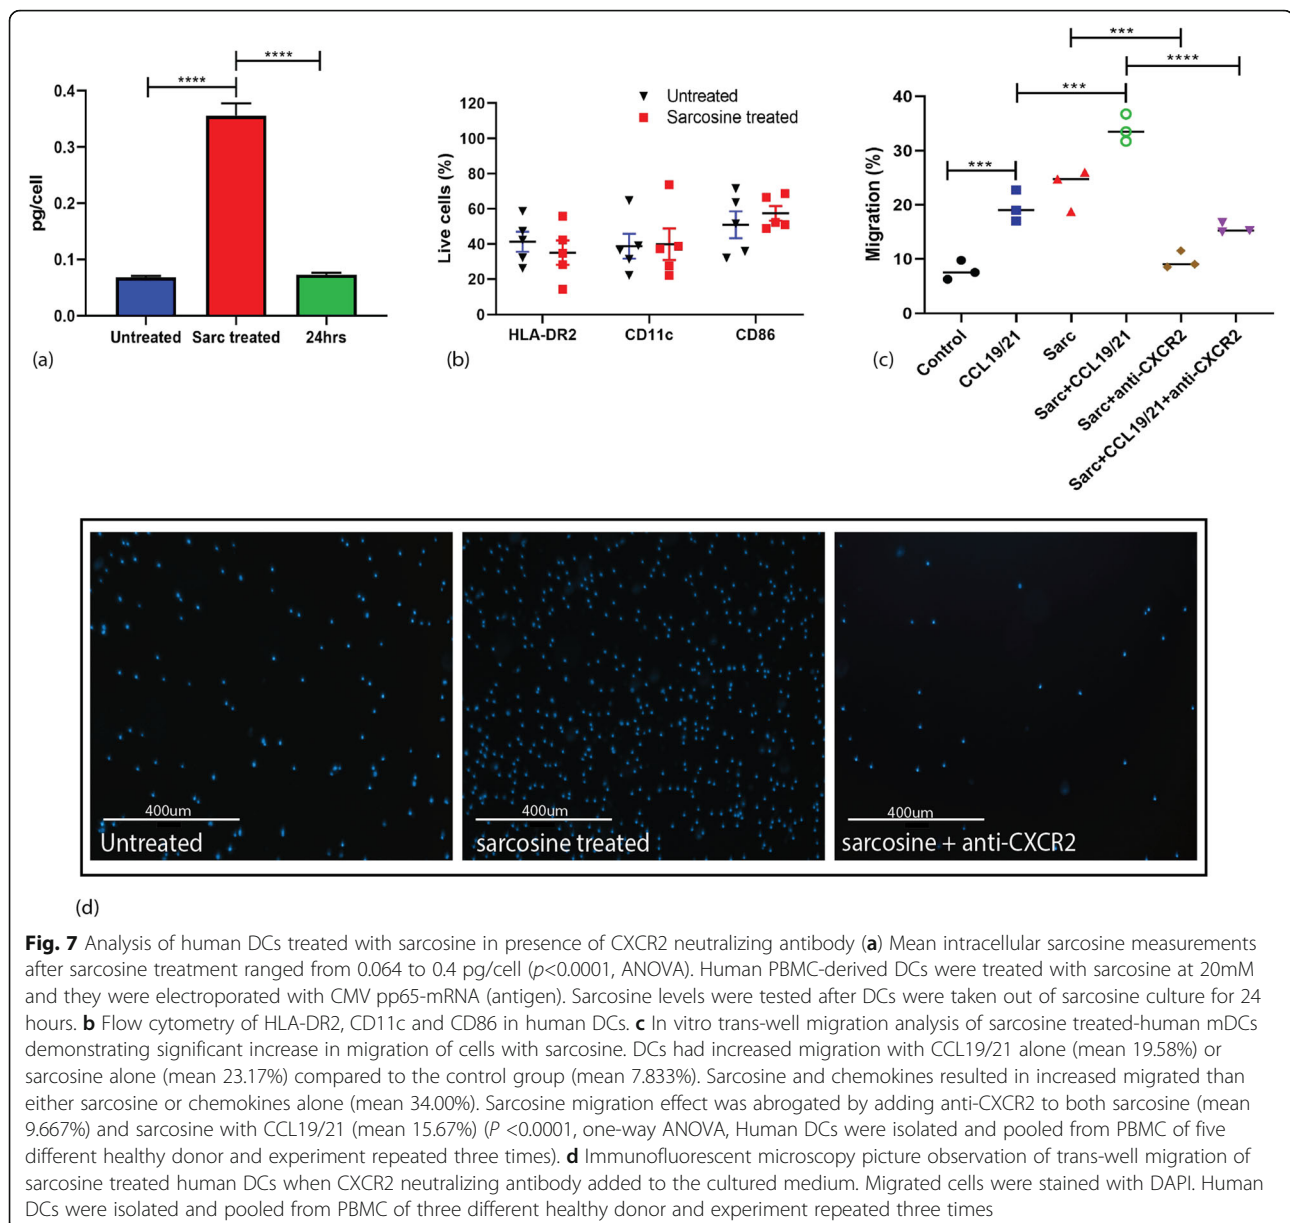 ****
****
0.4
0.3
0.2
0.1
0.0
pg/cell
Untreated
Sarc treated
24hrs
(a)
Untreated
Sarcosine treated
120
100
80
60
40
20
0
Live cells (%)
HLA-DR2
CD11c
CD86
(b)
***
****
***
***
40
30
20
10
0
Migration (%)
Control
CCL19/21
Sarc
Sarc+CCL19/21
Sarc+anti-CXCR2
Sarc+CCL19/21+anti-CXCR2
(c)
400um
Untreated
400um
sarcosine treated
400um
sarcosine + anti-CXCR2
(d)
Fig. 7 Analysis of human DCs treated with sarcosine in presence of CXCR2 neutralizing antibody (a) Mean intracellular sarcosine measurements
after sarcosine treatment ranged from 0.064 to 0.4 pg/cell (p<0.0001, ANOVA). Human PBMC-derived DCs were treated with sarcosine at 20mM
and they were electroporated with CMV pp65-mRNA (antigen). Sarcosine levels were tested after DCs were taken out of sarcosine culture for 24
hours. b Flow cytometry of HLA-DR2, CD11c and CD86 in human DCs. c In vitro trans-well migration analysis of sarcosine treated-human mDCs
demonstrating significant increase in migration of cells with sarcosine. DCs had increased migration with CCL19/21 alone (mean 19.58%) or
sarcosine alone (mean 23.17%) compared to the control group (mean 7.833%). Sarcosine and chemokines resulted in increased migrated than
either sarcosine or chemokines alone (mean 34.00%). Sarcosine migration effect was abrogated by adding anti-CXCR2 to both sarcosine (mean
9.667%) and sarcosine with CCL19/21 (mean 15.67%) (P <0.0001, one-way ANOVA, Human DCs were isolated and pooled from PBMC of five
different healthy donor and experiment repeated three times). d Immunofluorescent microscopy picture observation of trans-well migration of
sarcosine treated human DCs when CXCR2 neutralizing antibody added to the cultured medium. Migrated cells were stained with DAPI. Human
DCs were isolated and pooled from PBMC of three different healthy donor and experiment repeated three times